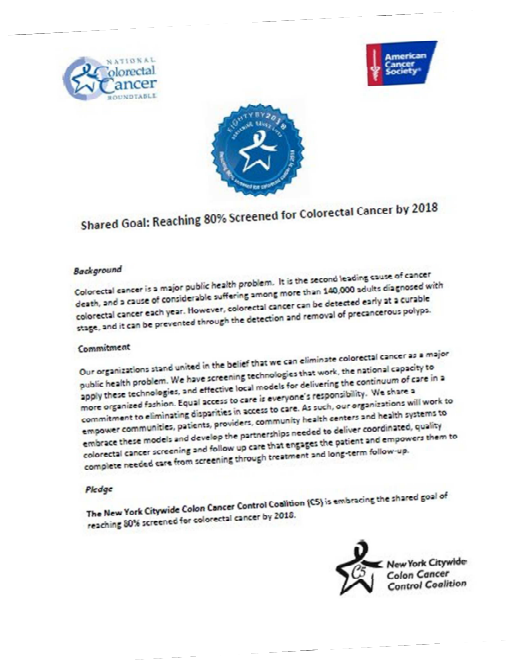 NATIONAL
Colorectal
Cancer
ROUNDTABLE
American
Cancer
Society®
EIGHTY BY 2018
Shared Goal: Reaching 80% Screened for Colorectal Cancer by 2018
Background
Colorectal cancer is a major public health problem. It is the second leading cause of cancer
death, and a cause of considerable suffering among more than 140,000 adults diagnosed with
colorectal cancer each year. However, colorectal cancer can be detected early at a curable
stage, and it can be prevented through the detection and removal of precancerous polyps.
Commitment
Our organizations stand united in the belief that we can eliminate colorectal cancer as a major
public health problem. We have screening technologies that work, the national capacity to
apply these technologies, and effective local models for delivering the continuum of care in a
more organized fashion. Equal access to care is everyone's responsibility. We share a
commitment to eliminating disparities in access to care. As such, our organizations will work to
empower communities, patients, providers, community health centers and health systems to
embrace these models and develop the partnerships needed to deliver coordinated, quality
colorectal cancer screening and follow up care that engages the patient and empowers them to
complete needed care from screening through treatment and long-term follow-up.
Pledge
The New York Citywide Colon Cancer Control Coalition (C5) is embracing the shared goal of
reaching 80% screened for colorectal cancer by 2018.
C5
New York Citywide
Colon Cancer
Control Coalition